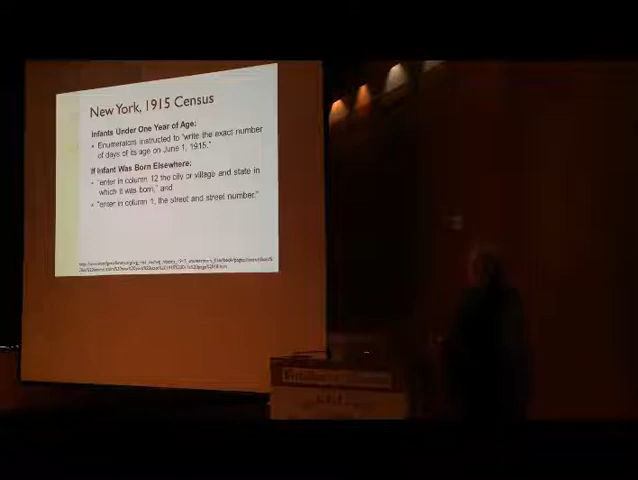 New York, 1915 Census
Infants Under One Year of Age:
• Enumerators instructed to "write the exact number
of days of its age on June 1, 1915."
If Infant Was Born Elsewhere:
• "enter in column 12 the city or village and state in
which it was born," and
• "enter in column 1, the street and street number."